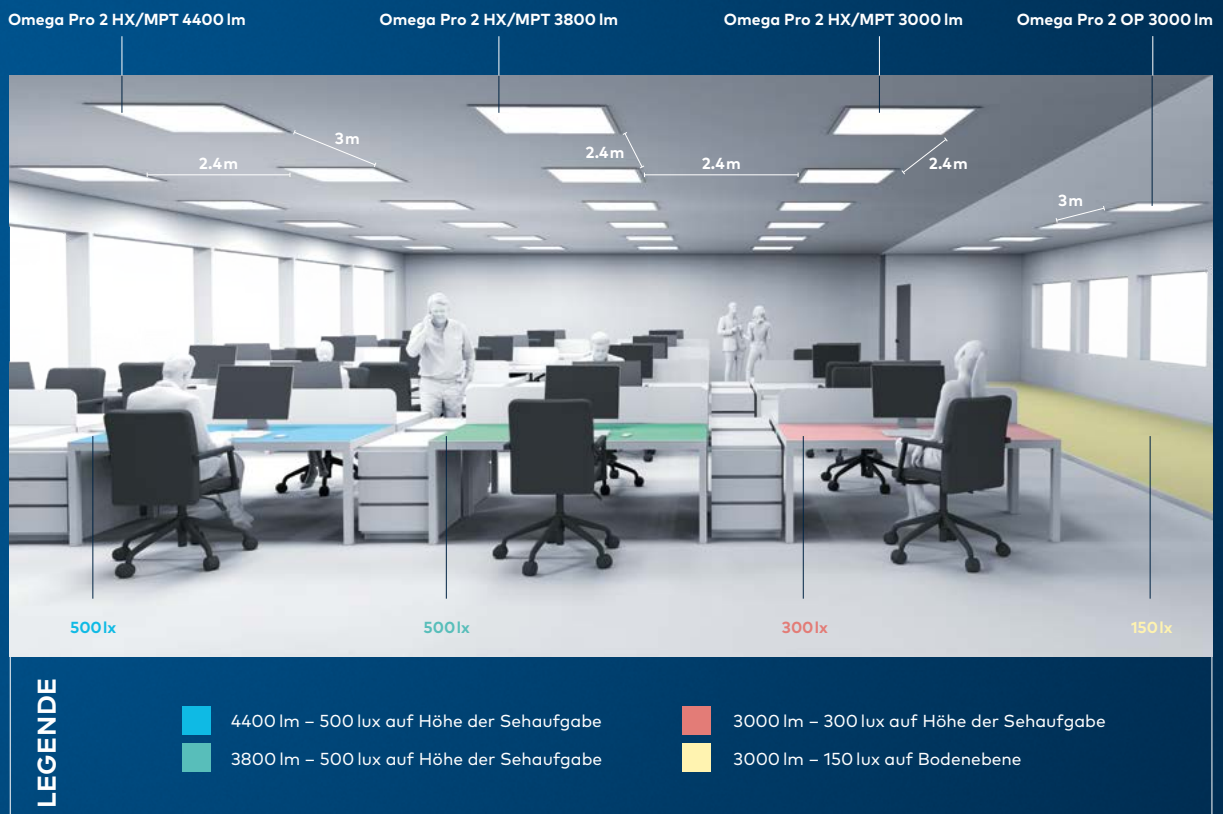 Omega Pro 2 HX/MPT 4400 lm
Omega Pro 2 HX/MPT 3800 lm
Omega Pro 2 HX/MPT 3000 lm
Omega Pro 2 OP 3000 lm
3m
2.4m
2.4m
2.4m
2.4m
3m
500 lx
500 lx
300 lx
150 lx
LEGENDE
4400 lm – 500 lux auf Höhe der Sehaufgabe
3800 lm – 500 lux auf Höhe der Sehaufgabe
3000 lm – 300 lux auf Höhe der Sehaufgabe
3000 lm – 150 lux auf Bodenebene